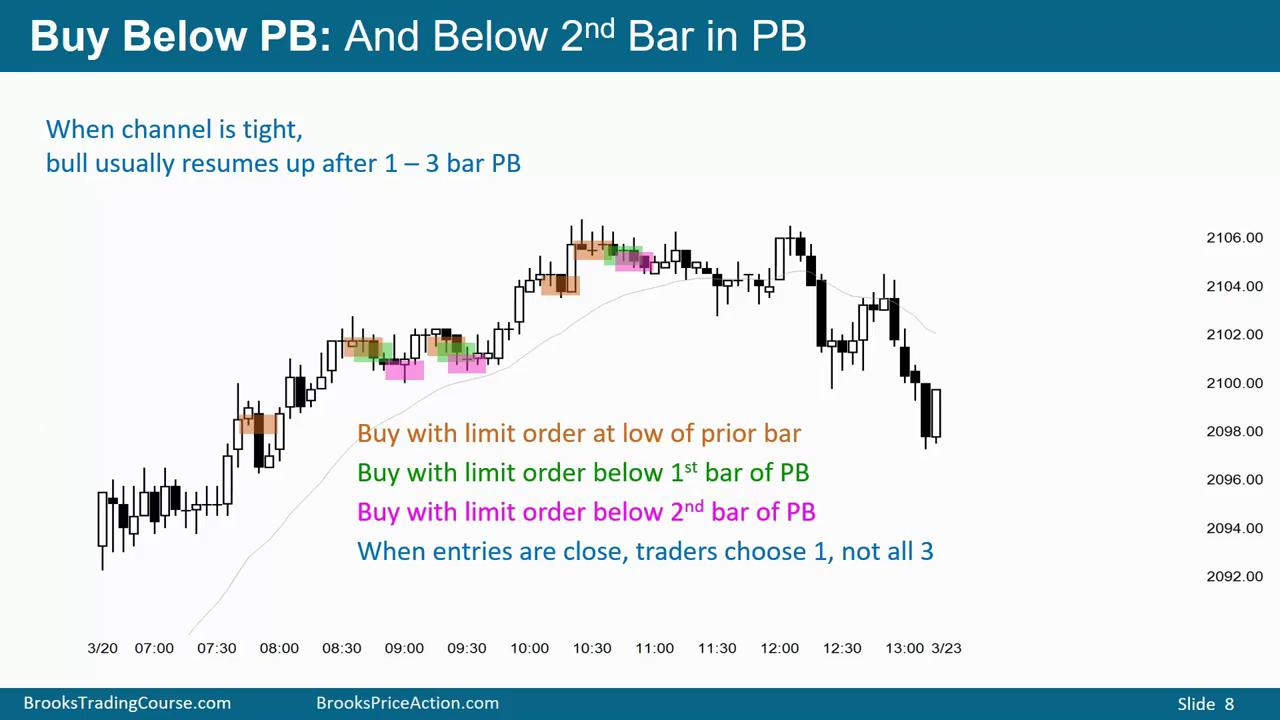 Buy Below PB: And Below 2nd Bar in PB
When channel is tight,
bull usually resumes up after 1 – 3 bar PB
2106.00
2104.00
2102.00
2100.00
2098.00
2096.00
2094.00
2092.00
Buy with limit order at low of prior bar
Buy with limit order below 1st bar of PB
Buy with limit order below 2nd bar of PB
When entries are close, traders choose 1, not all 3
3/20 07:00 07:30 08:00 08:30 09:00 09:30 10:00 10:30 11:00 11:30 12:00 12:30 13:00 3/23
BrooksTradingCourse.com BrooksPriceAction.com Slide 8